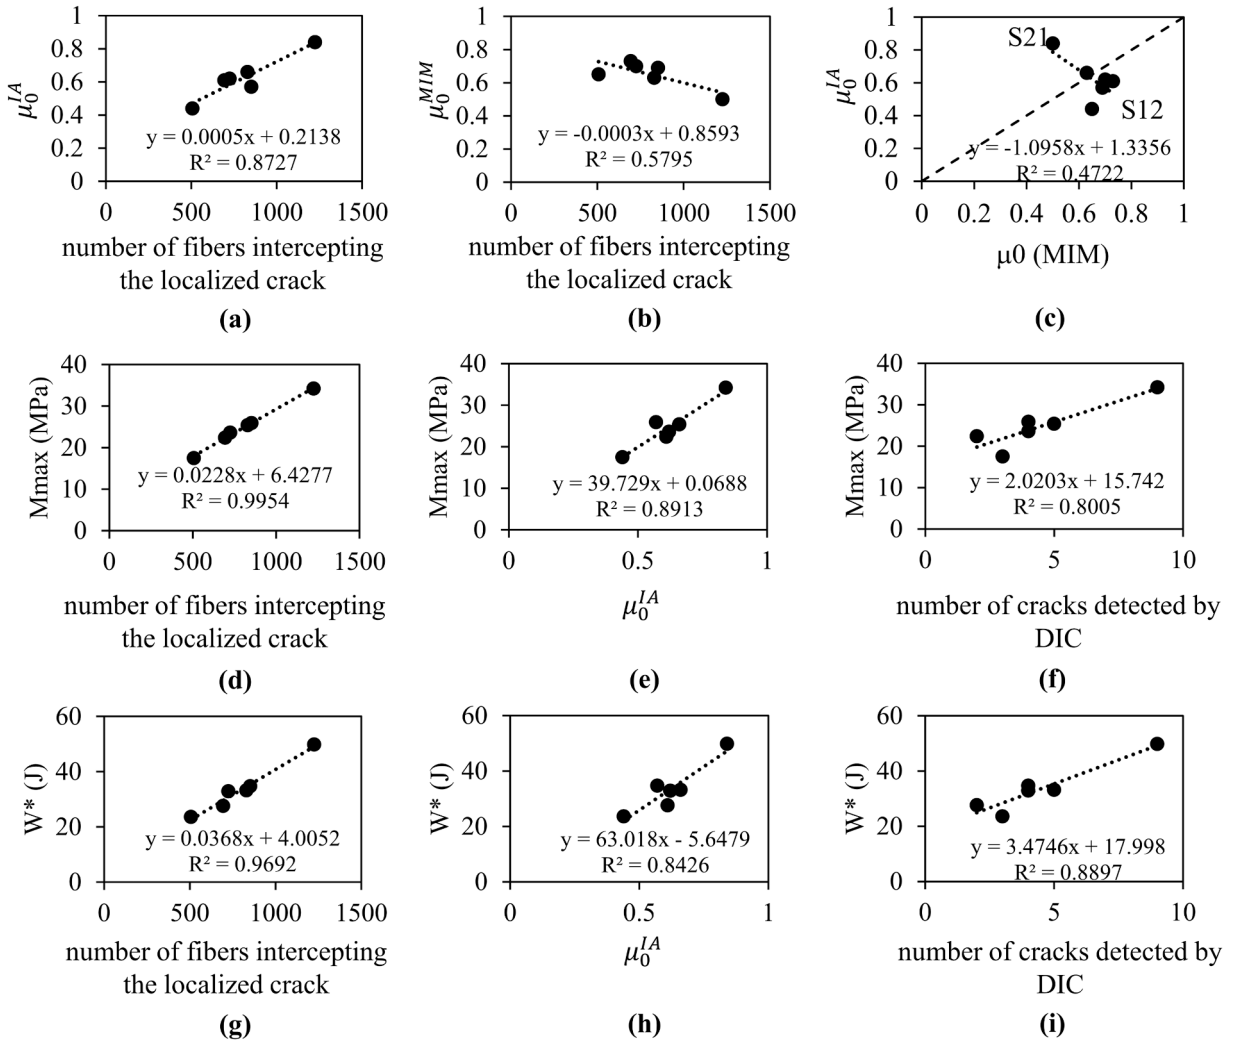 1
0.8
0.6
0.4
0.2
0
μ₀ᴵᴬ
y = 0.0005x + 0.2138
R² = 0.8727
0 500 1000 1500
number of fibers intercepting
the localized crack
(a)
1
0.8
0.6
0.4
0.2
0
μ₀ᴹᴵᴹ
y = -0.0003x + 0.8593
R² = 0.5795
0 500 1000 1500
number of fibers intercepting
the localized crack
(b)
1
0.8
0.6
0.4
0.2
0
μ₀ᴵᴬ
S21
S12
y = -1.0958x + 1.3356
R² = 0.4722
0 0.2 0.4 0.6 0.8 1
μ0 (MIM)
(c)
40
30
20
10
0
Mmax (MPa)
y = 0.0228x + 6.4277
R² = 0.9954
0 500 1000 1500
number of fibers intercepting
the localized crack
(d)
40
30
20
10
0
Mmax (MPa)
y = 39.729x + 0.0688
R² = 0.8913
0 0.5 1
μ₀ᴵᴬ
(e)
40
30
20
10
0
Mmax (MPa)
y = 2.0203x + 15.742
R² = 0.8005
0 5 10
number of cracks detected by
DIC
(f)
60
40
20
0
W* (J)
y = 0.0368x + 4.0052
R² = 0.9692
0 500 1000 1500
number of fibers intercepting
the localized crack
(g)
60
40
20
0
W* (J)
y = 63.018x - 5.6479
R² = 0.8426
0 0.5 1
μ₀ᴵᴬ
(h)
60
40
20
0
W* (J)
y = 3.4746x + 17.998
R² = 0.8897
0 5 10
number of cracks detected by
DIC
(i)